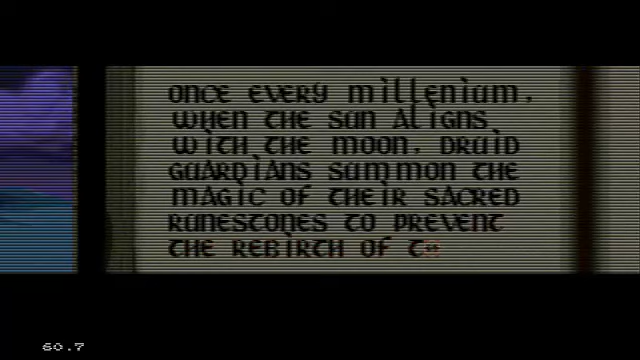 ONCE EVERY millenium,
WHEN THE SUN ALIGNS
WITH THE MOON, DRUID
GUARDIANS SUMMON THE
MAGIC OF THEIR SACRED
RUNESTONES TO PREVENT
THE REBIRTH OF T
60.7